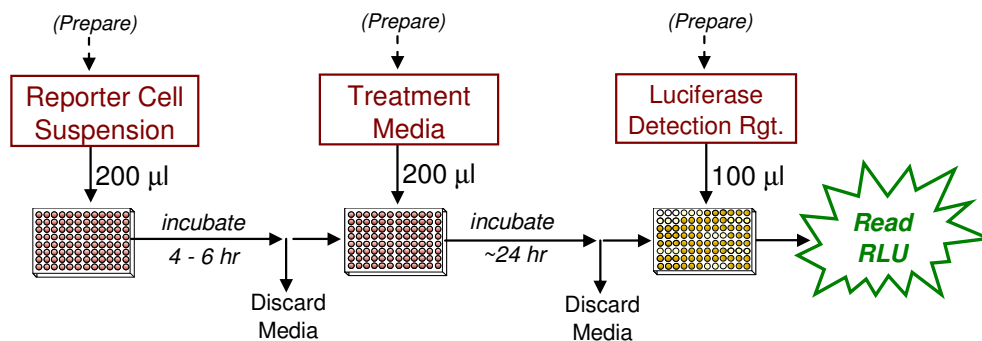 (Prepare)
(Prepare)
(Prepare)
Reporter Cell
Suspension
Treatment
Media
Luciferase
Detection Rgt.
200 µl
200 µl
100 µl
incubate
4 - 6 hr
incubate
~24 hr
Read
RLU
Discard
Media
Discard
Media